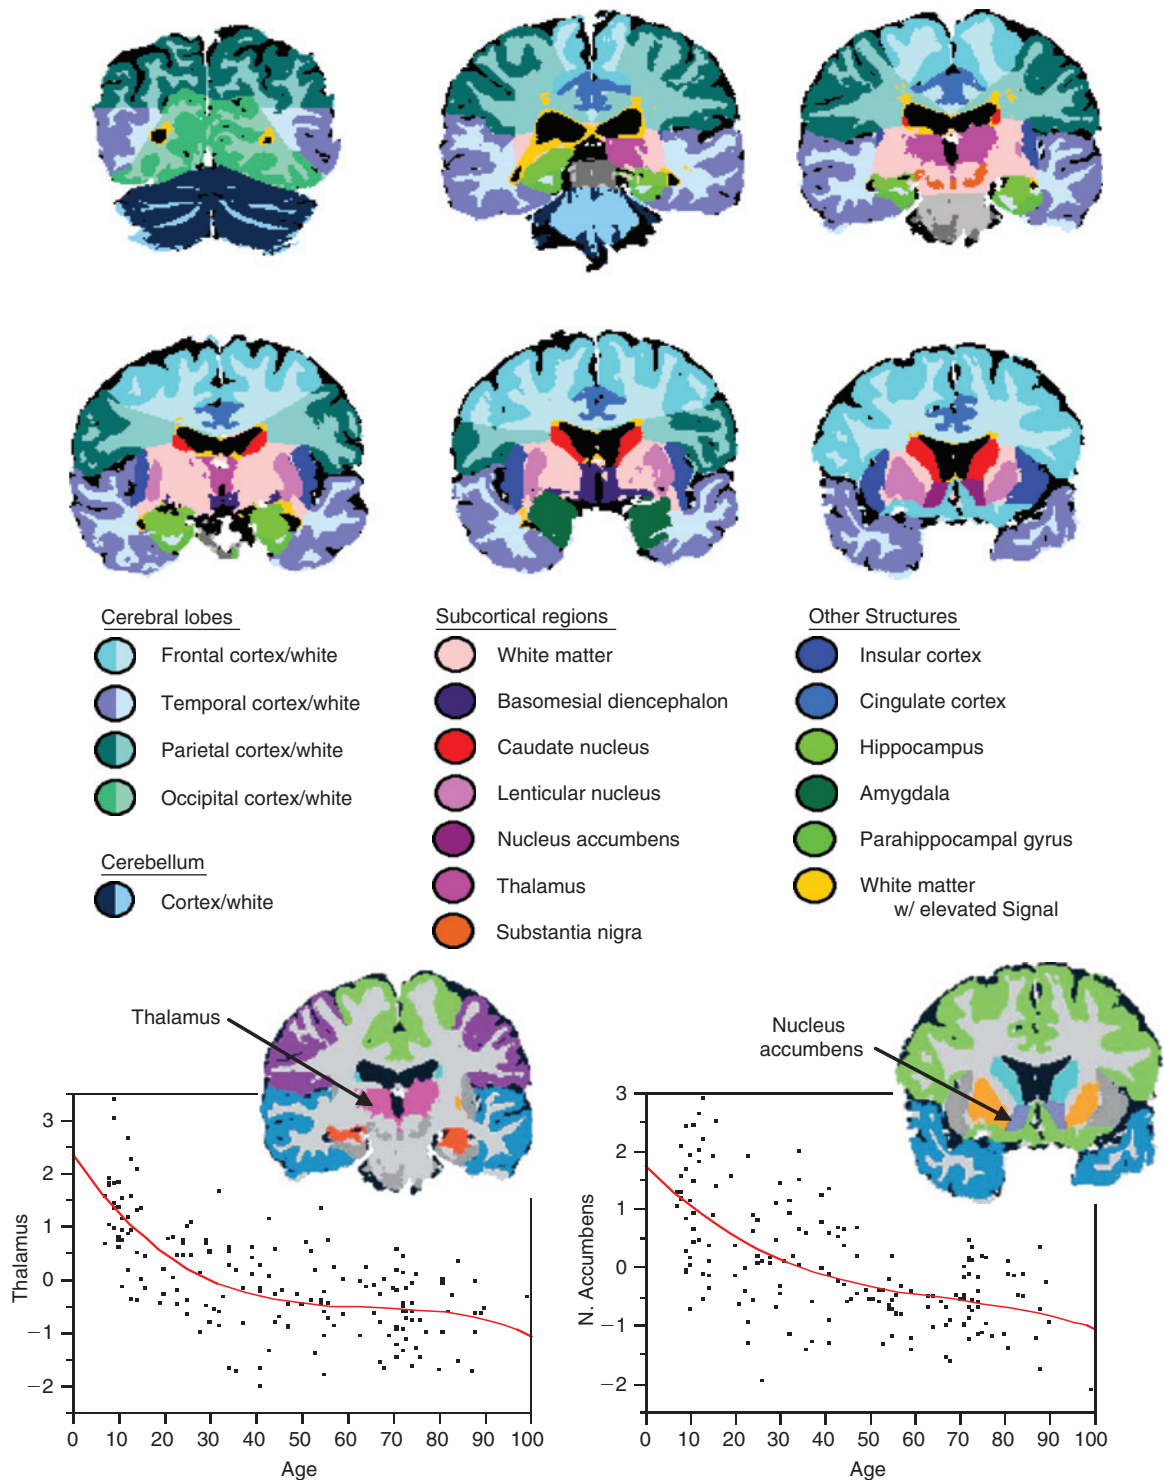 Cerebral lobes
Frontal cortex/white
Temporal cortex/white
Parietal cortex/white
Occipital cortex/white
Cerebellum
Cortex/white
Subcortical regions
White matter
Basomesial diencephalon
Caudate nucleus
Lenticular nucleus
Nucleus accumbens
Thalamus
Substantia nigra
Other Structures
Insular cortex
Cingulate cortex
Hippocampus
Amygdala
Parahippocampal gyrus
White matter
w/ elevated Signal
Thalamus
Thalamus
3
2
1
0
−1
−2
0 10 20 30 40 50 60 70 80 90 100
Age
Nucleus
accumbens
N. Accumbens
3
2
1
0
−1
−2
0 10 20 30 40 50 60 70 80 90 100
Age